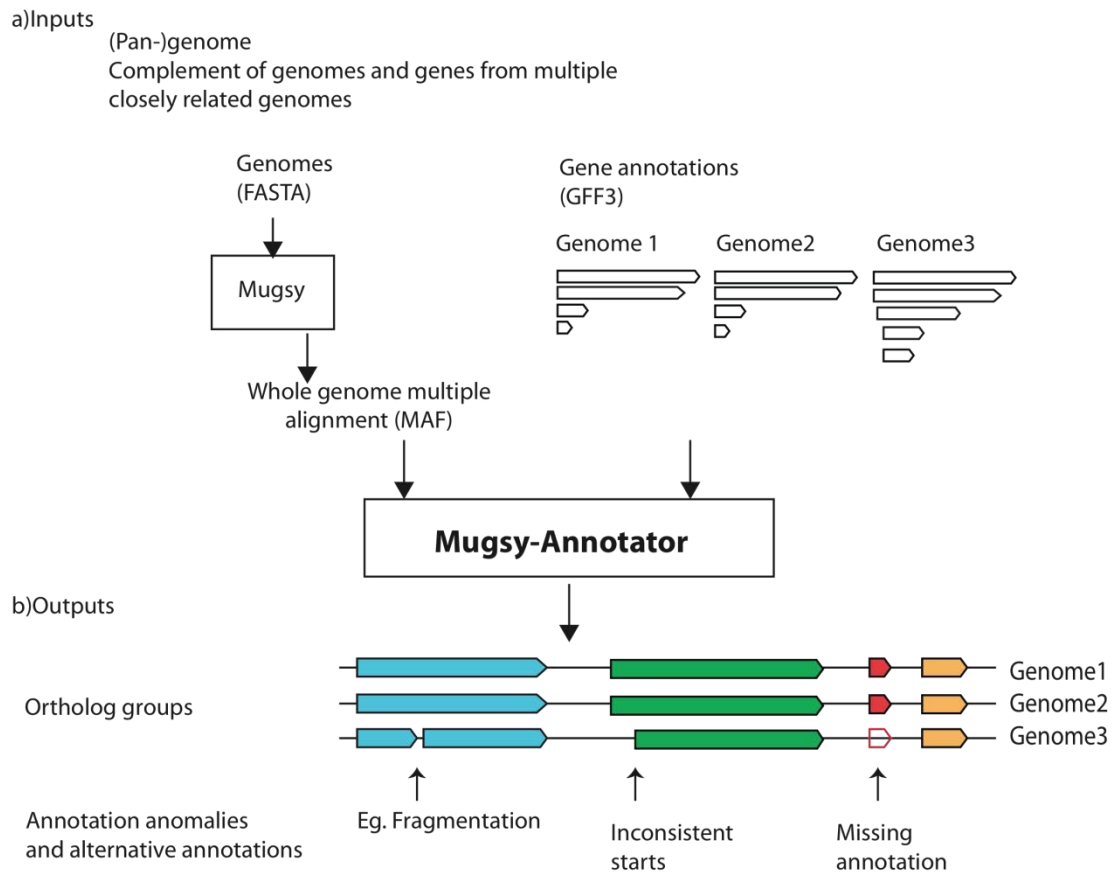 a)Inputs
(Pan-)genome
Complement of genomes and genes from multiple
closely related genomes
Genomes
(FASTA)
Gene annotations
(GFF3)
Genome 1
Genome2
Genome3
Mugsy
Whole genome multiple
alignment (MAF)
Mugsy-Annotator
b)Outputs
Genome1
Ortholog groups
Genome2
Genome3
Annotation anomalies
and alternative annotations
Eg. Fragmentation
Inconsistent
starts
Missing
annotation